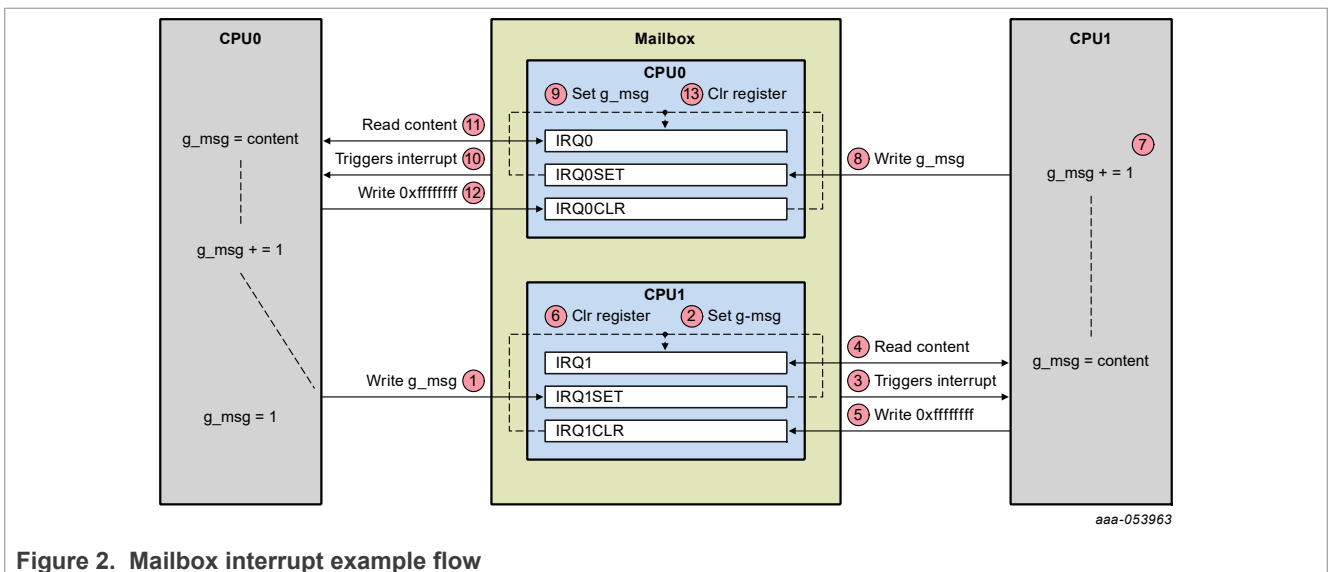 CPU0
Mailbox
CPU1
CPU0
9 Set g_msg
13 Clr register
Read content 11
IRQ0
g_msg = content
Triggers interrupt 10
IRQ0SET
8 Write g_msg
7
g_msg + = 1
Write 0xffffffff 12
IRQ0CLR
g_msg + = 1
CPU1
6 Clr register
2 Set g-msg
IRQ1
4 Read content
g_msg = content
Write g_msg 1
IRQ1SET
3 Triggers interrupt
g_msg = 1
IRQ1CLR
5 Write 0xffffffff
aaa-053963
Figure 2. Mailbox interrupt example flow